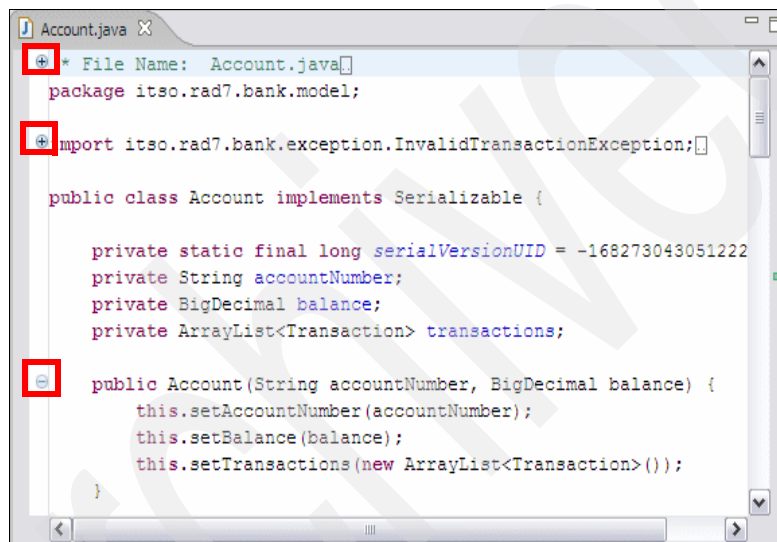 Account.java
* File Name:  Account.java
package itso.rad7.bank.model;
import itso.rad7.bank.exception.InvalidTransactionException;
public class Account implements Serializable {
private static final long serialVersionUID = -168273043051222
private String accountNumber;
private BigDecimal balance;
private ArrayList<Transaction> transactions;
public Account(String accountNumber, BigDecimal balance) {
this.setAccountNumber(accountNumber);
this.setBalance(balance);
this.setTransactions(new ArrayList<Transaction>());
}